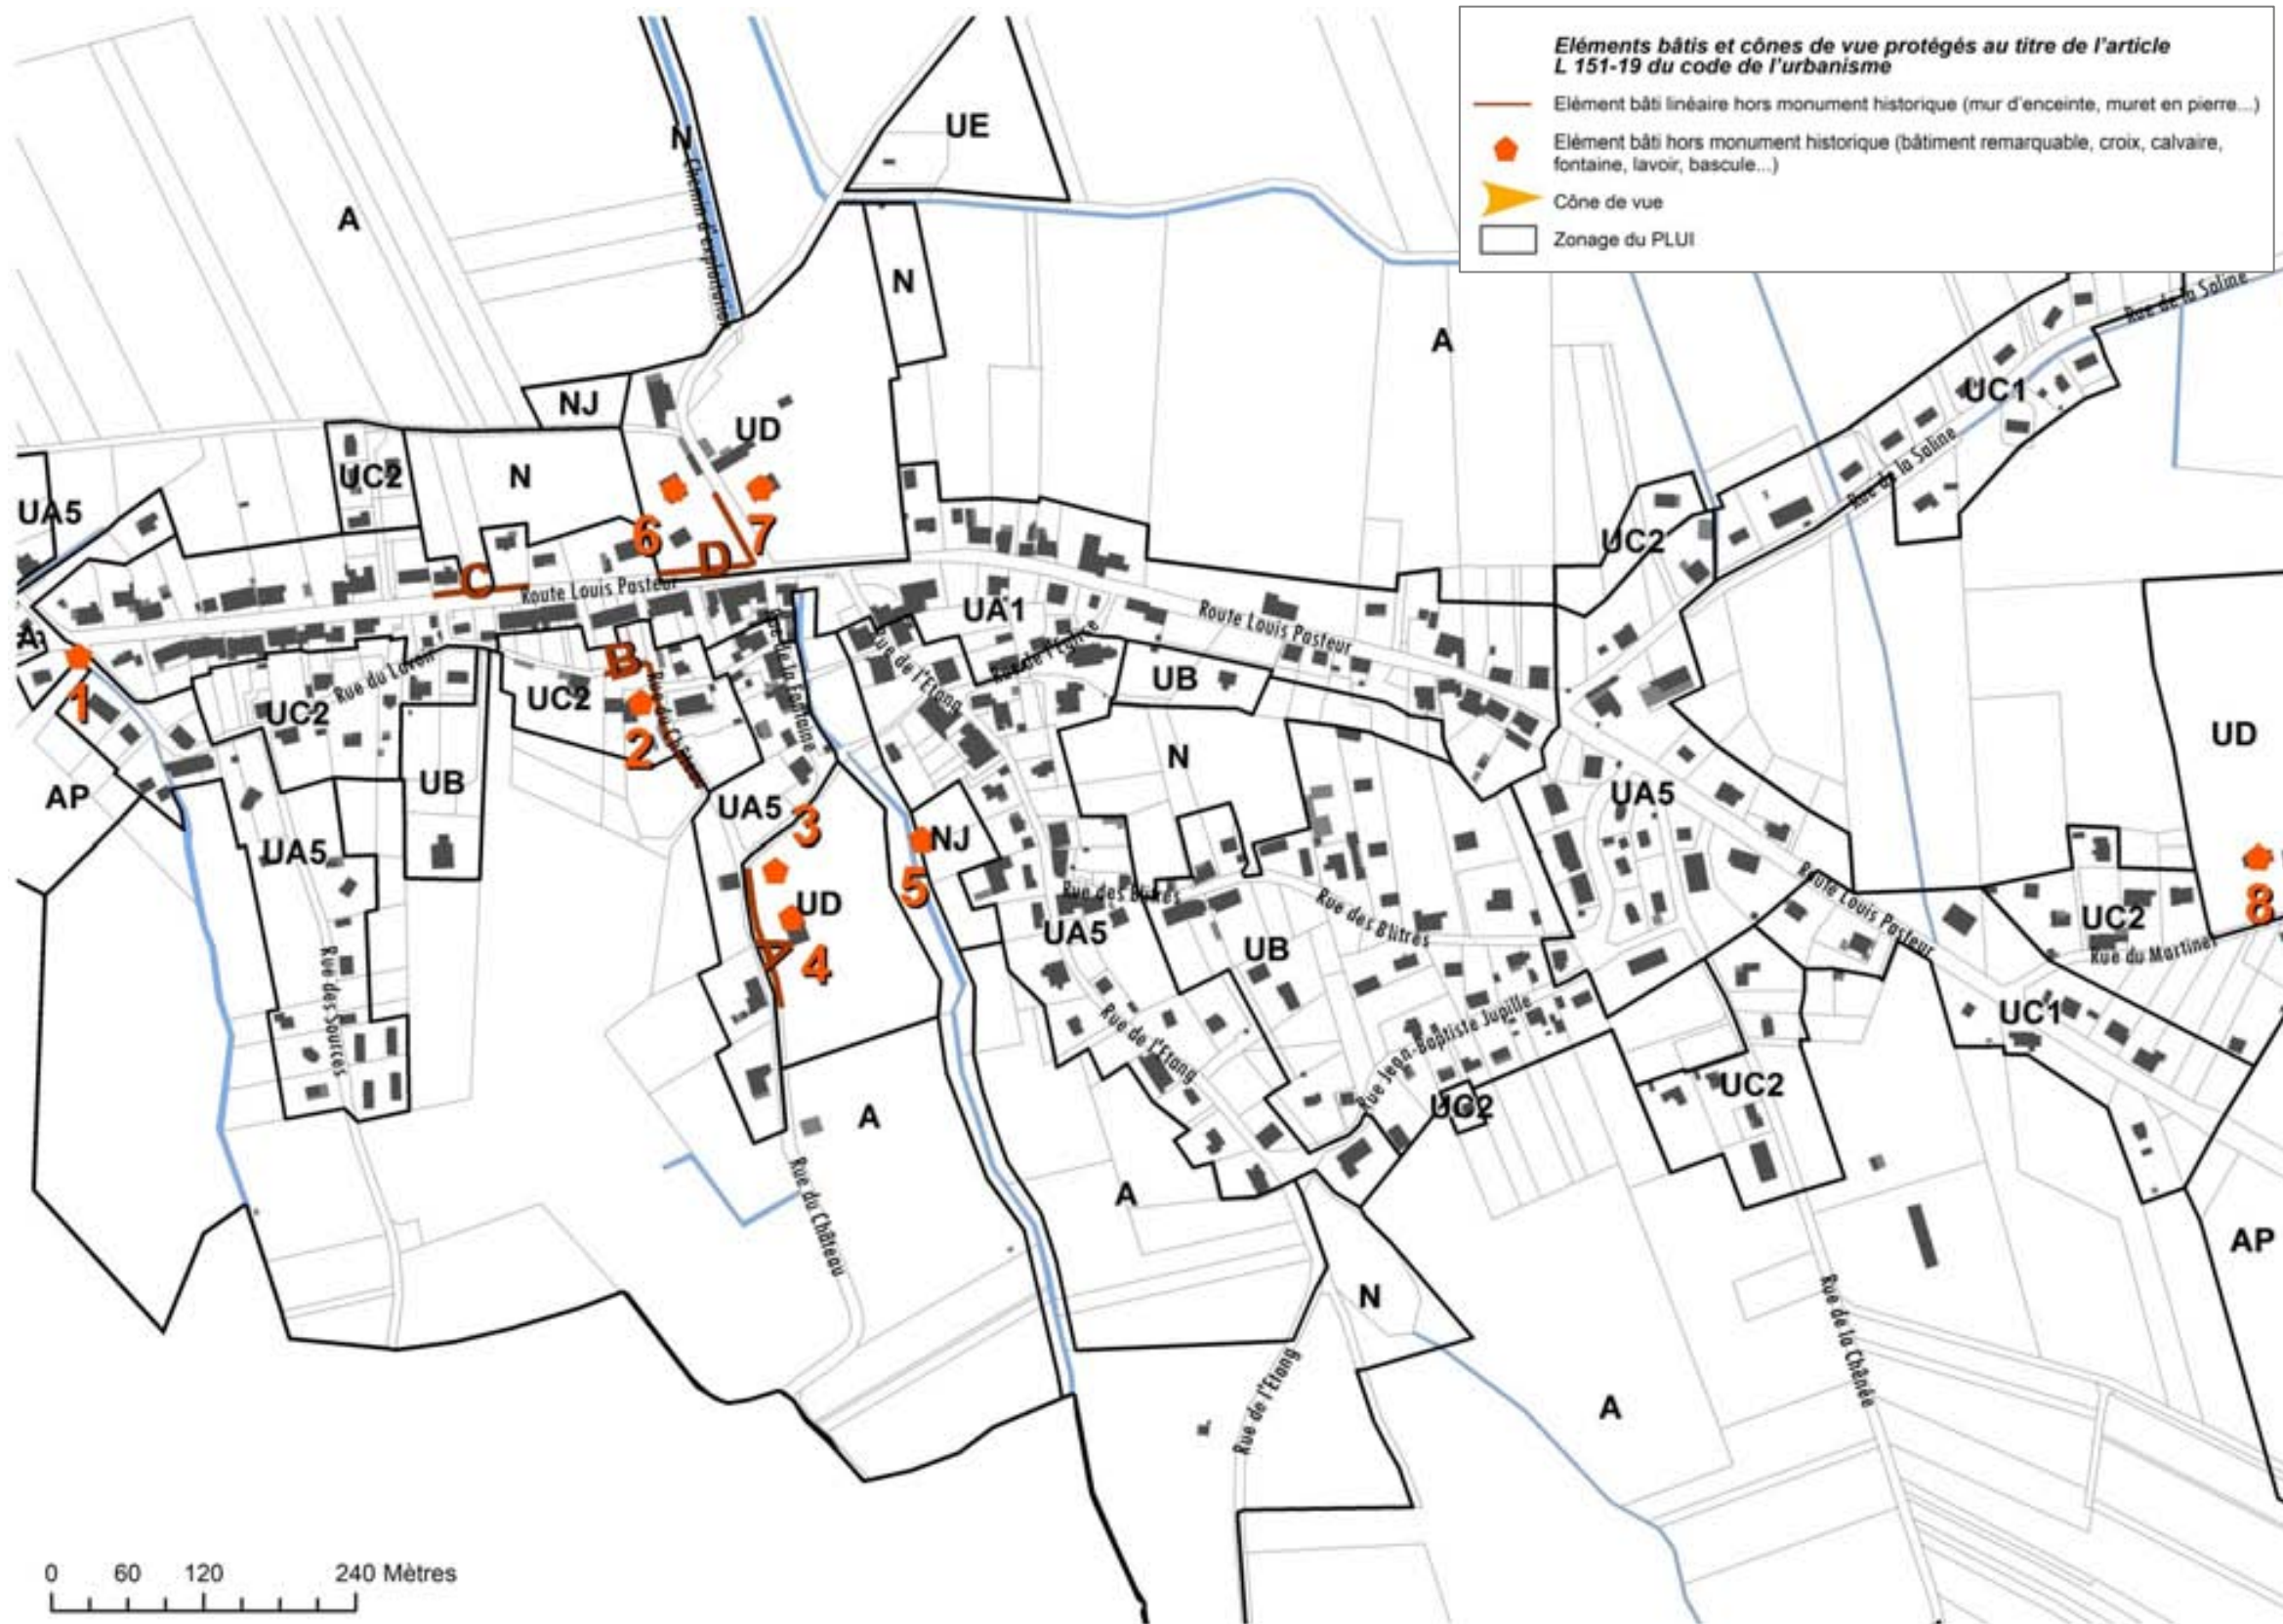 Eléments bâtis et cônes de vue protégés au titre de l'article
L 151-19 du code de l'urbanisme
Elément bâti linéaire hors monument historique (mur d'enceinte, muret en pierre...)
Elément bâti hors monument historique (bâtiment remarquable, croix, calvaire,
fontaine, lavoir, bascule...)
Cône de vue
Zonage du PLUI
UE
N
Chemin d'exploitation
A
N
A
Rue de la Saline
UC1
NJ
UD
Rue de la Saline
UC2
N
UA5
UC2
6
7
D
C
Route Louis Pasteur
UA1
Route Louis Pasteur
A
Rue de la Fontaine
Rue de l'Etang
Rue de l'Eglise
B
UB
1
Rue du Lavoir
UC2
UC2
Rue du Château
2
N
UD
UB
AP
UA5
3
UA5
NJ
UA5
5
8
Rue des Blitres
Rue des Blitres
Route Louis Pasteur
UD
A
4
UA5
UB
UC2
Rue du Martinet
Rue des Sources
Rue de l'Etang
Rue Jean-Baptiste Jupille
UC1
UC2
UC2
A
A
Rue du Château
AP
N
Rue de la Chênée
Rue de l'Etang
A
0 60 120 240 Mètres